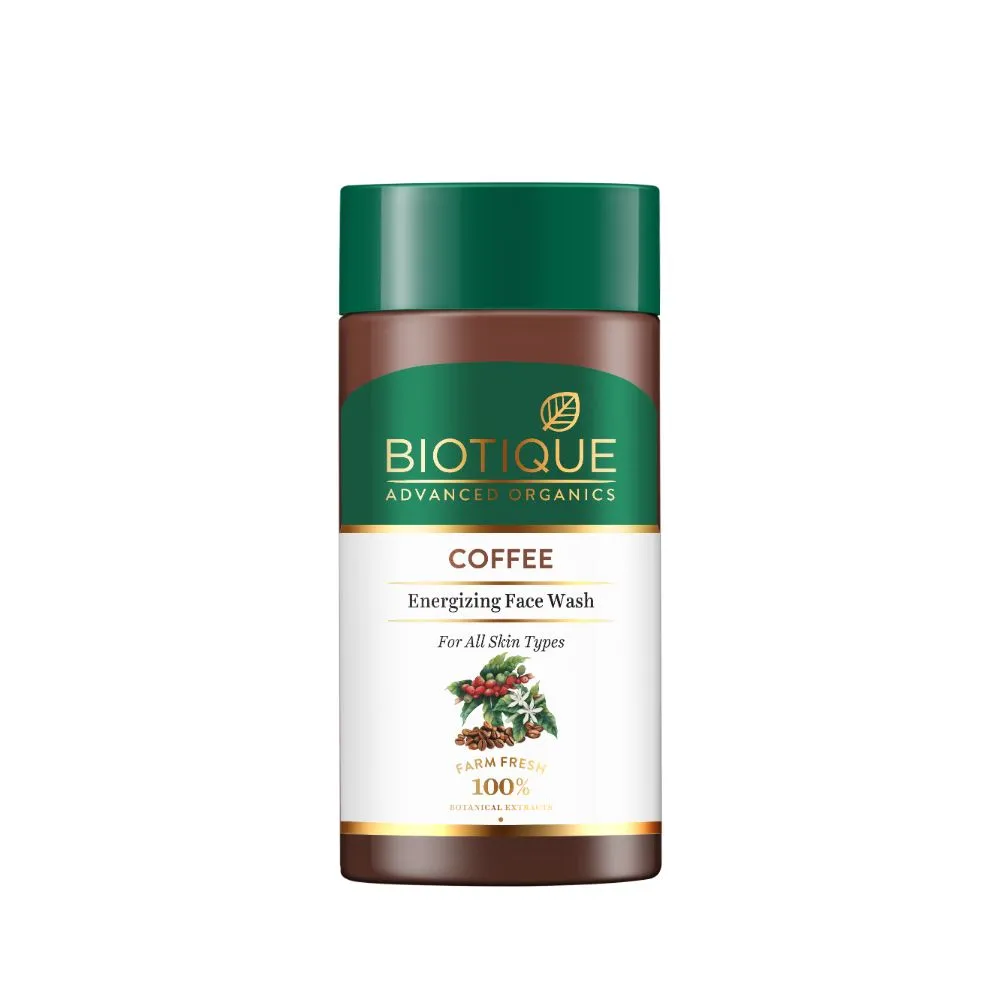 BIOTIQUE
ADVANCED ORGANICS
COFFEE
Energizing Face Wash
For All Skin Types
FARM FRESH
100%
BOTANICAL EXTRACTS